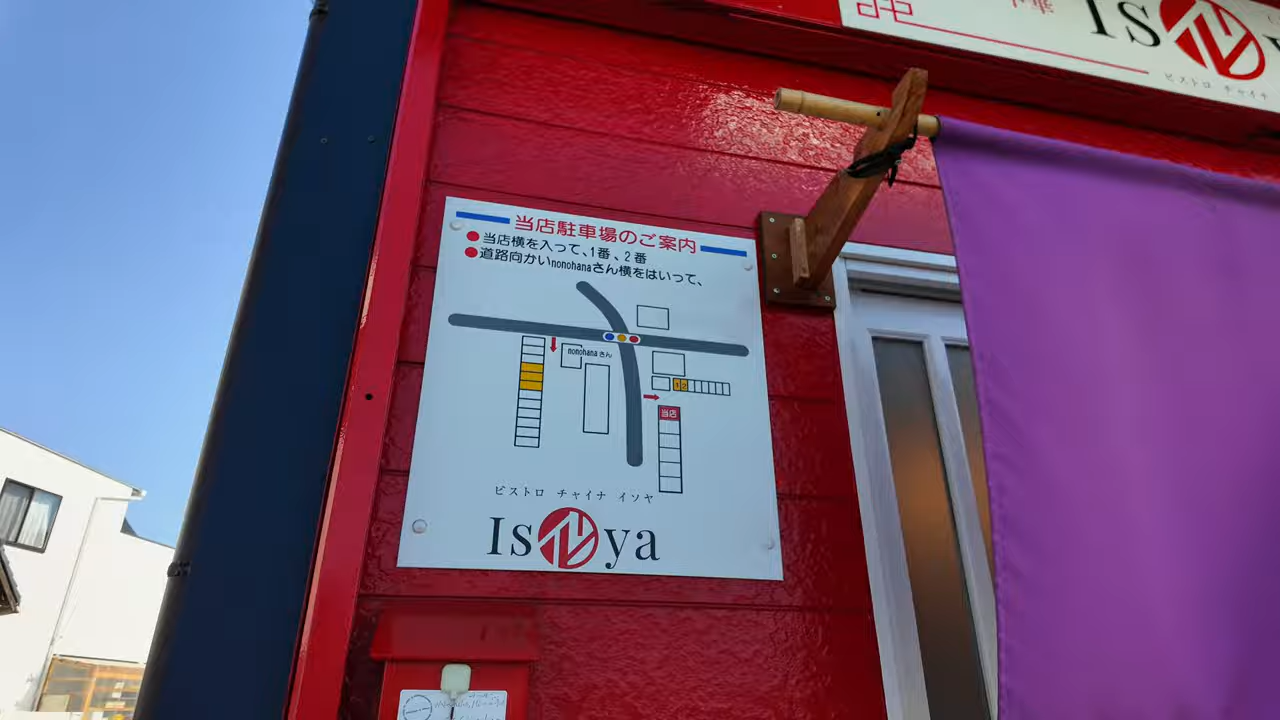 Is
ビストロ チャイナ
当店駐車場のご案内
●当店横を入って、1番、2番
●道路向かいnonohanaさん横をはいって、
nonohanaさん
1 2
当店
ビストロ チャイナ イソヤ
Isoya